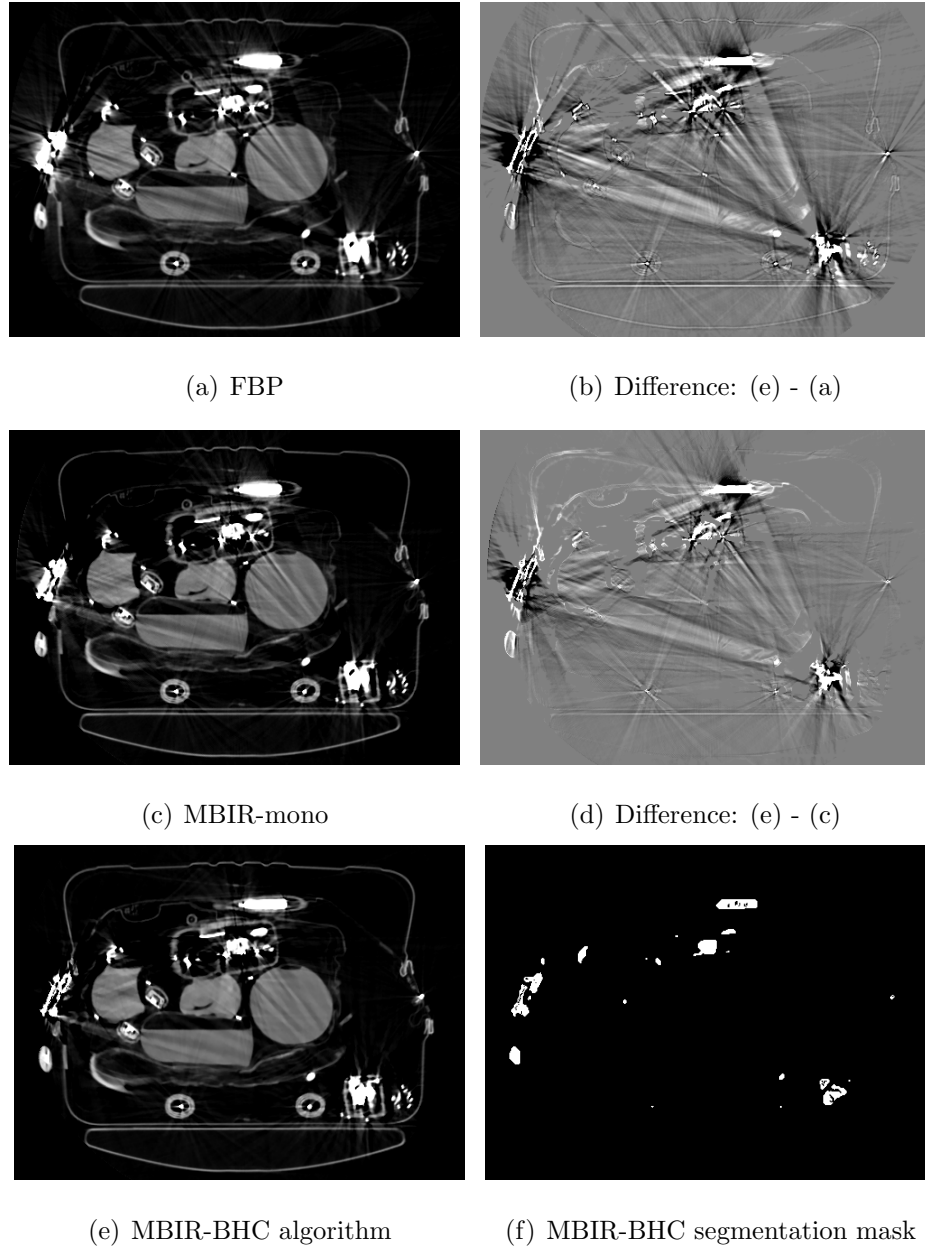 (a) FBP
(b) Difference: (e) - (a)
(c) MBIR-mono
(d) Difference: (e) - (c)
(e) MBIR-BHC algorithm
(f) MBIR-BHC segmentation mask